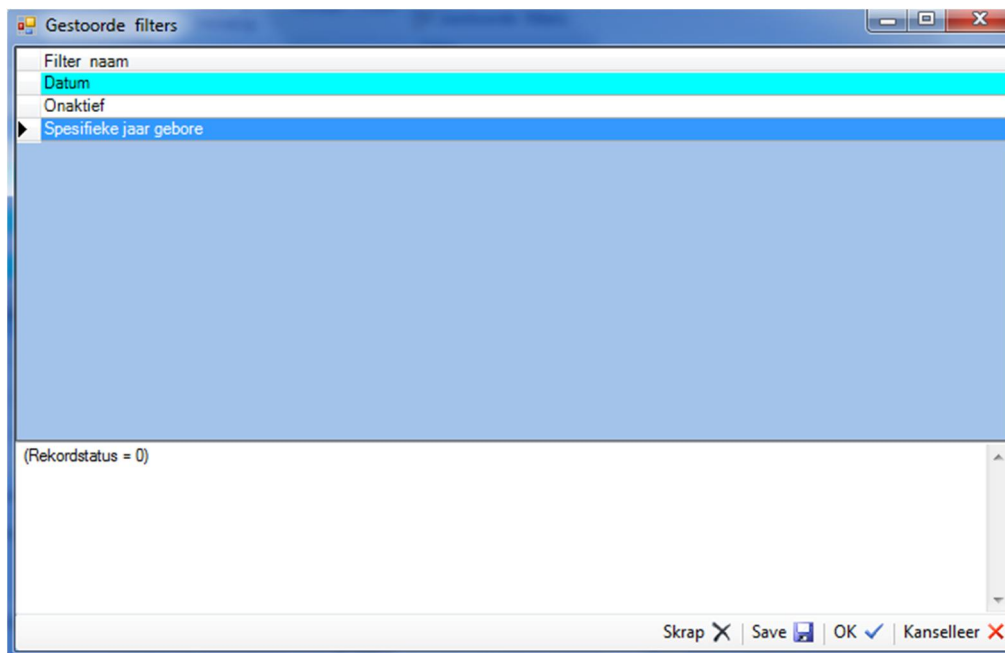 Gestoorde filters
Filter naam
Datum
Onaktief
Spesifieke jaar gebore
(Rekordstatus = 0)
Skrap Save OK Kanselleer